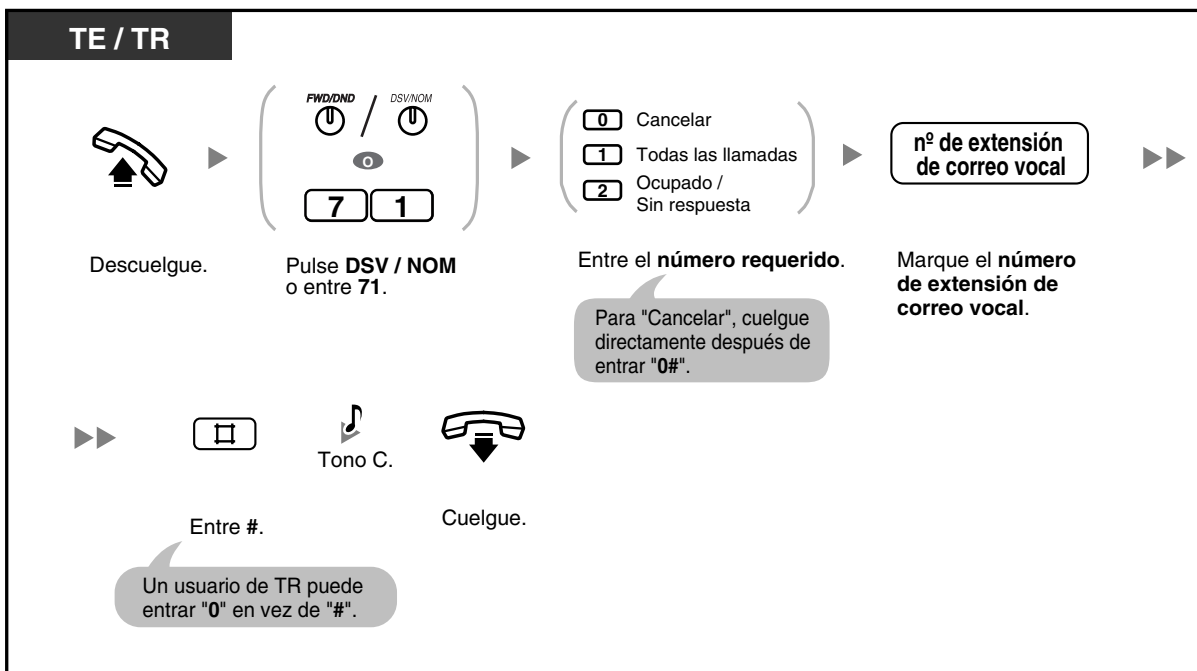 TE / TR
FWD/DND / DSV/NOM
O
7 1
0 Cancelar
1 Todas las llamadas
2 Ocupado /
Sin respuesta
nº de extensión
de correo vocal
Descuelgue.
Pulse DSV / NOM
o entre 71.
Entre el número requerido.
Para "Cancelar", cuelgue
directamente después de
entrar "0#".
Marque el número
de extensión de
correo vocal.
#
Tono C.
Entre #.
Cuelgue.
Un usuario de TR puede
entrar "0" en vez de "#".